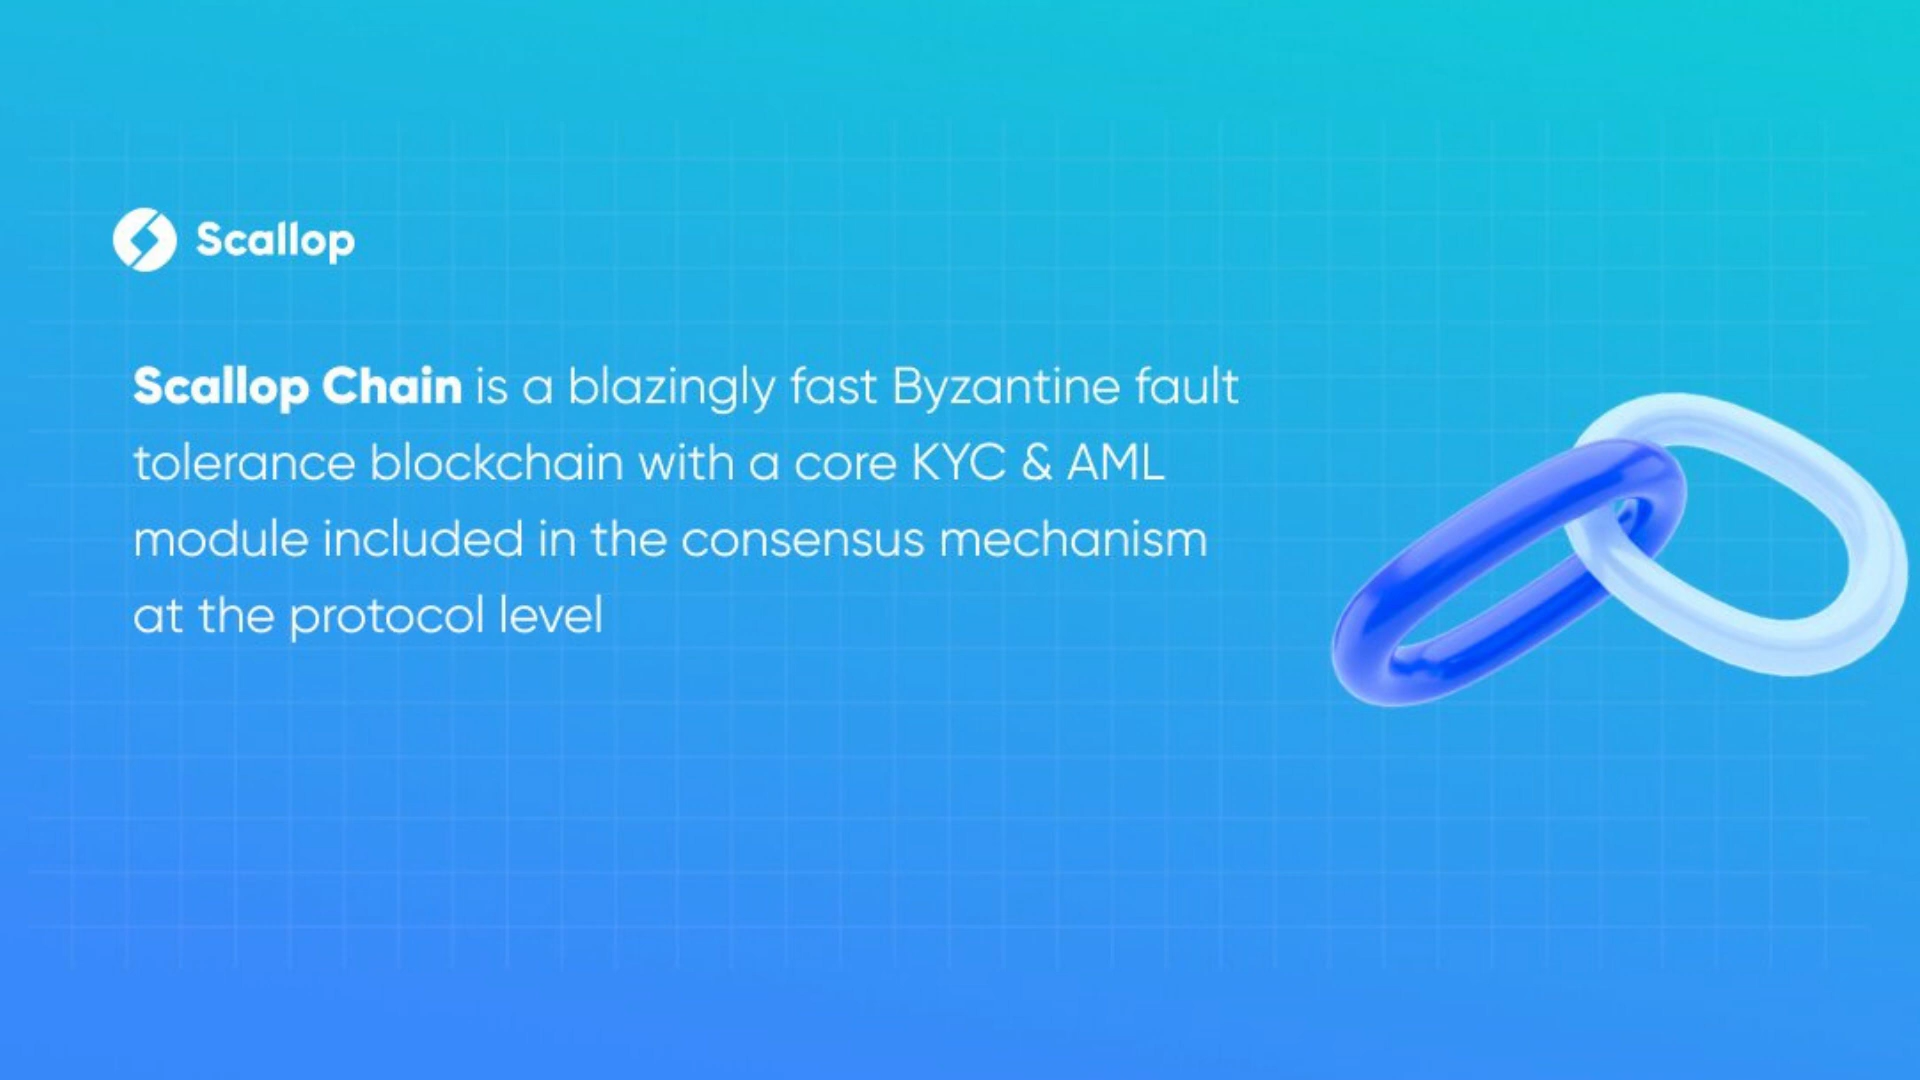 Scallop
Scallop Chain is a blazingly fast Byzantine fault
tolerance blockchain with a core KYC & AML
module included in the consensus mechanism
at the protocol level